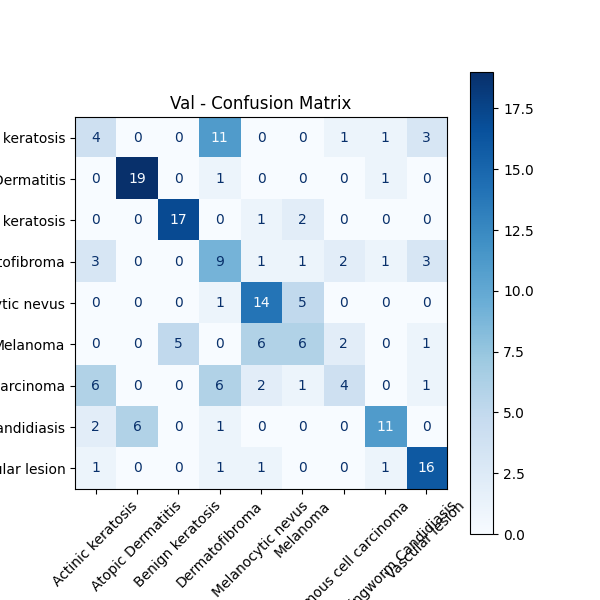 Val - Confusion Matrix
keratosis 4 0 0 11 0 0 1 1 3
Dermatitis 0 19 0 1 0 0 0 1 0
keratosis 0 0 17 0 1 2 0 0 0
tofibroma 3 0 0 9 1 1 2 1 3
ytic nevus 0 0 0 1 14 5 0 0 0
Melanoma 0 0 5 0 6 6 2 0 1
arcinoma 6 0 0 6 2 1 4 0 1
andidiasis 2 6 0 1 0 0 0 11 0
ular lesion 1 0 0 1 1 0 0 1 16
Actinic keratosis
Atopic Dermatitis
Benign keratosis
Dermatofibroma
Melanocytic nevus
Melanoma
mous cell carcinoma
ingworm Candidiasis
Vascular lesion
17.5
15.0
12.5
10.0
7.5
5.0
2.5
0.0